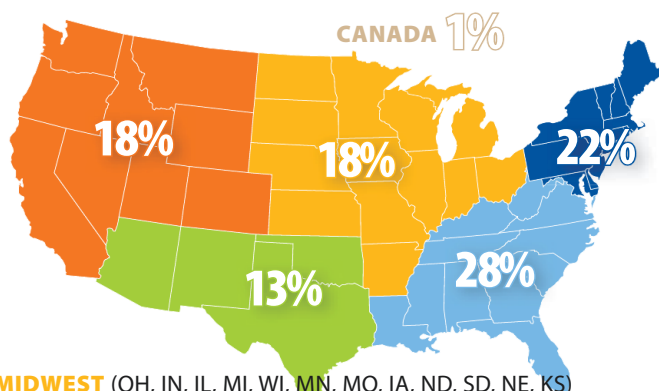 CANADA 1%
18%
18%
22%
28%
13%
MIDWEST (OH, IN, IL, MI, WI, MN, MO, IA, ND, SD, NE, KS)